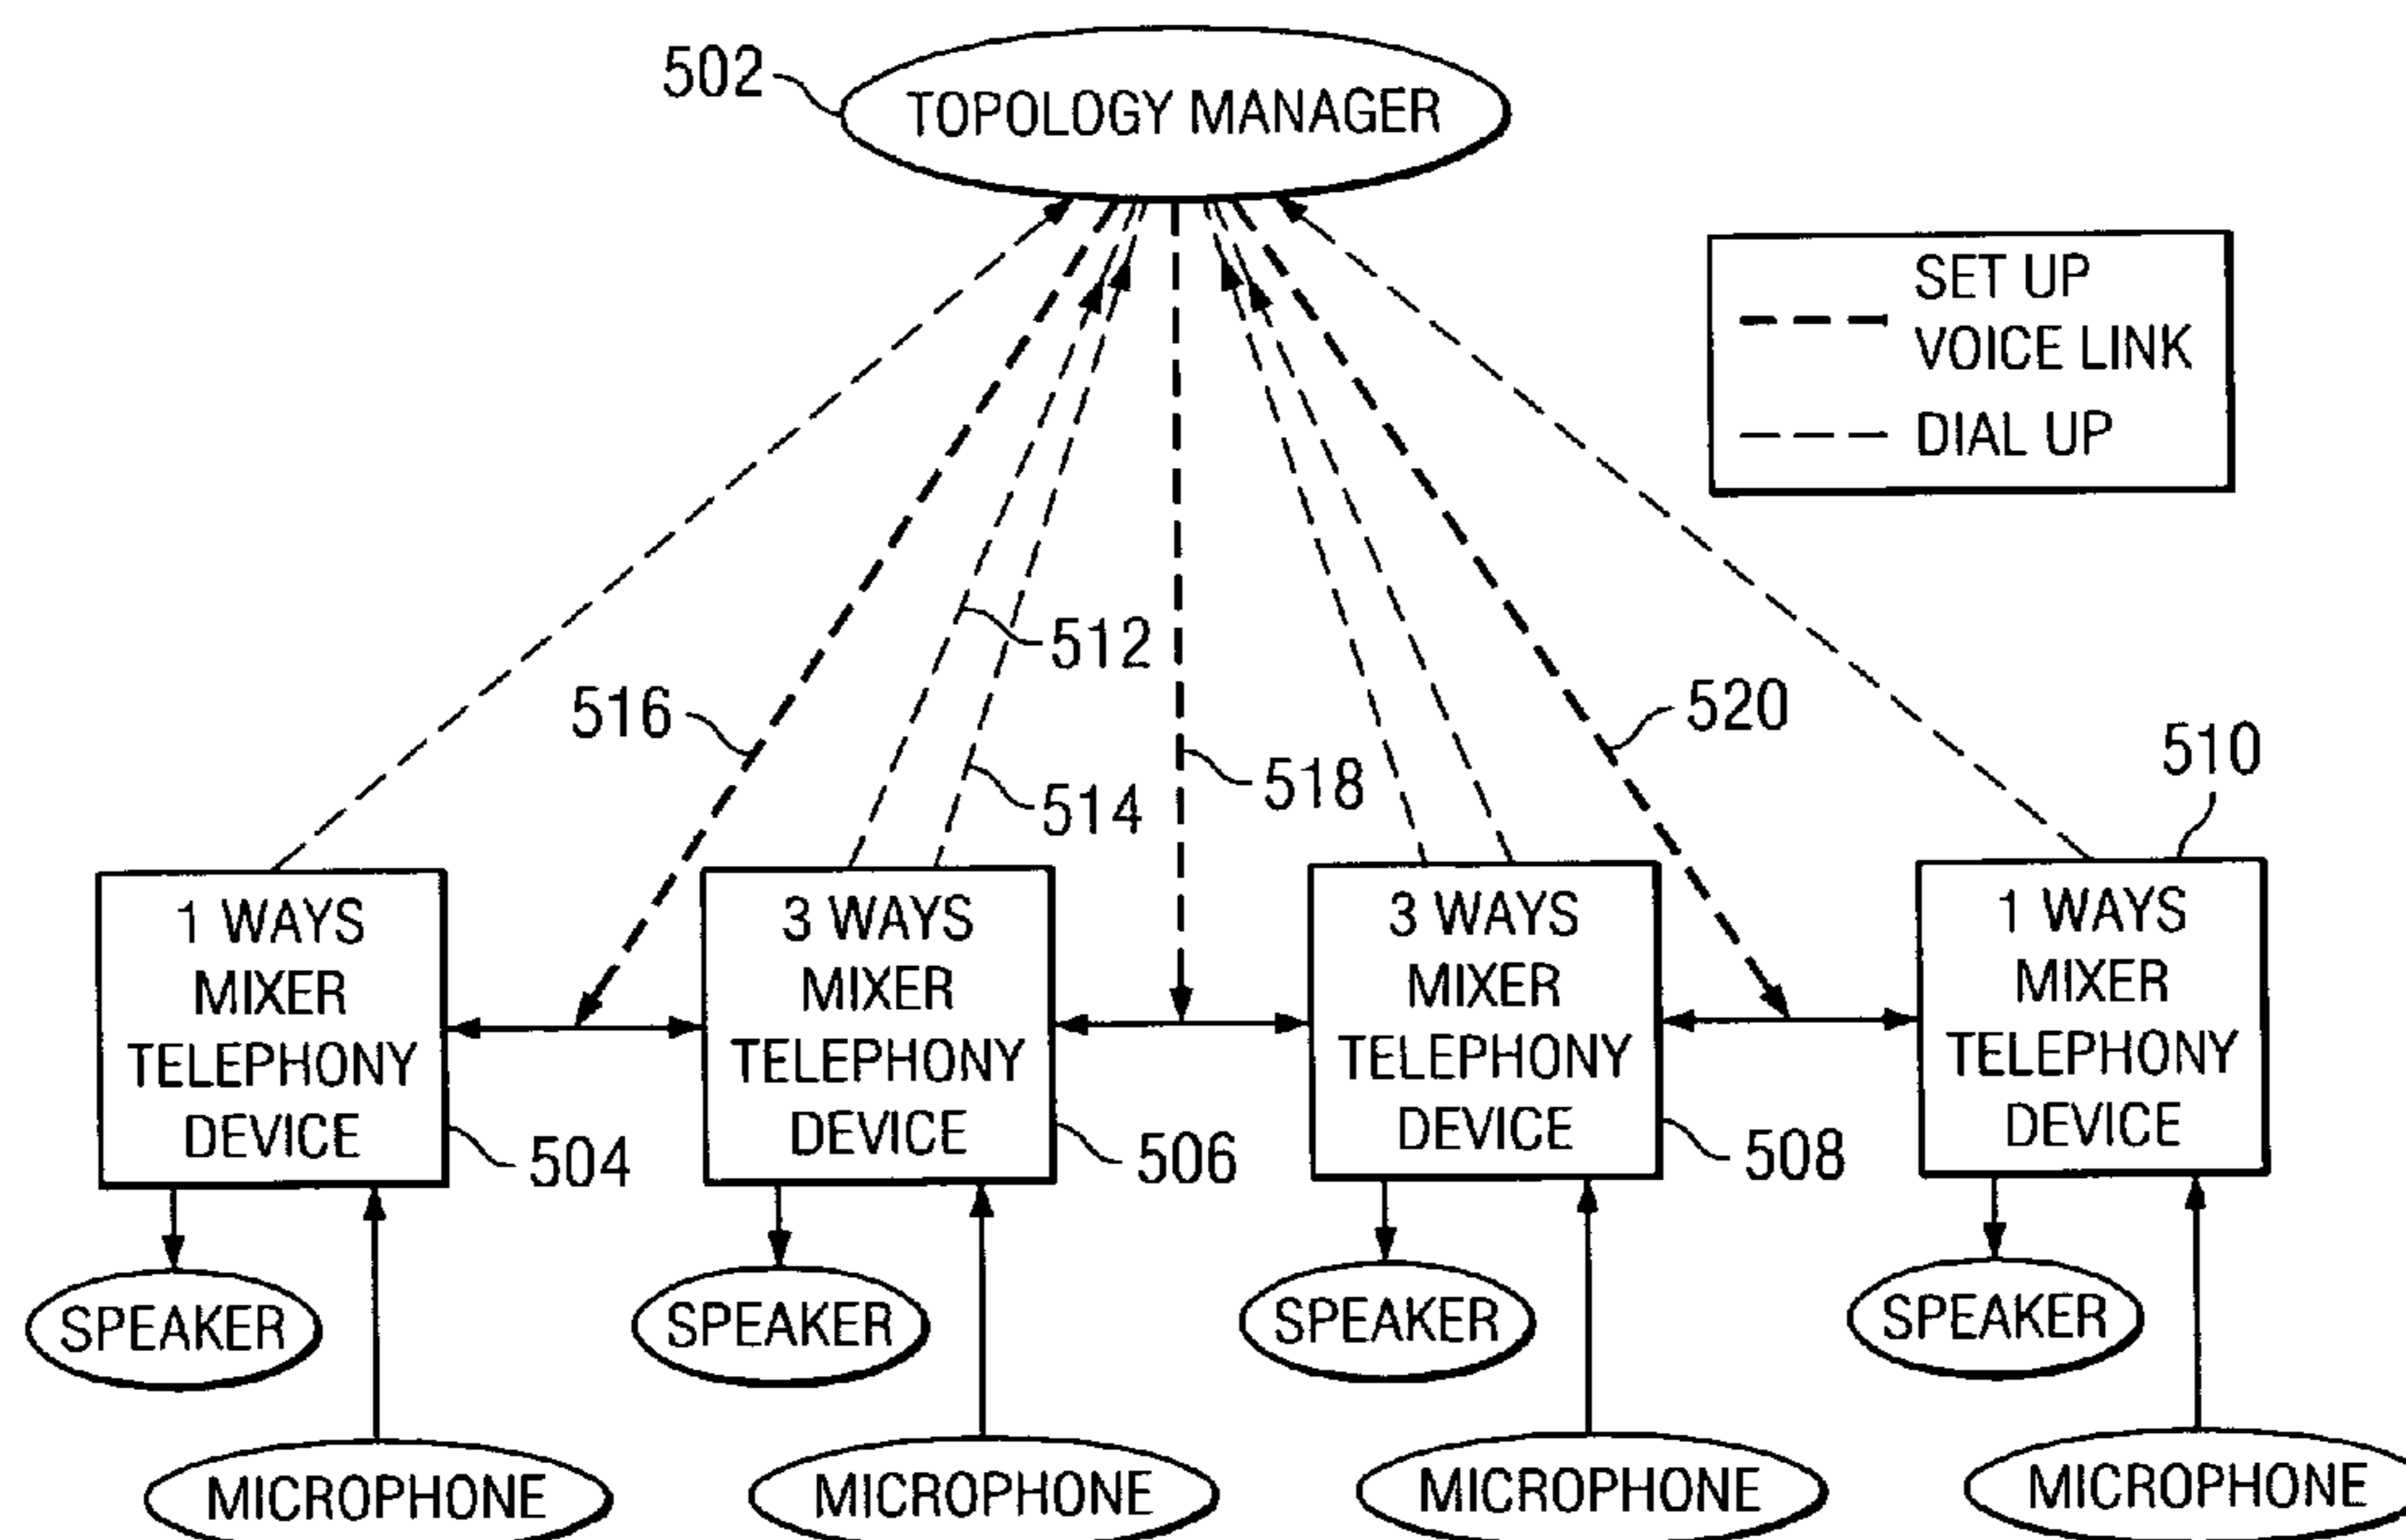 502
TOPOLOGY MANAGER
SET UP
VOICE LINK
DIAL UP
512
516
520
510
514
518
1 WAYS
MIXER
TELEPHONY
DEVICE
504
3 WAYS
MIXER
TELEPHONY
DEVICE
506
3 WAYS
MIXER
TELEPHONY
DEVICE
508
1 WAYS
MIXER
TELEPHONY
DEVICE
SPEAKER
SPEAKER
SPEAKER
SPEAKER
MICROPHONE
MICROPHONE
MICROPHONE
MICROPHONE